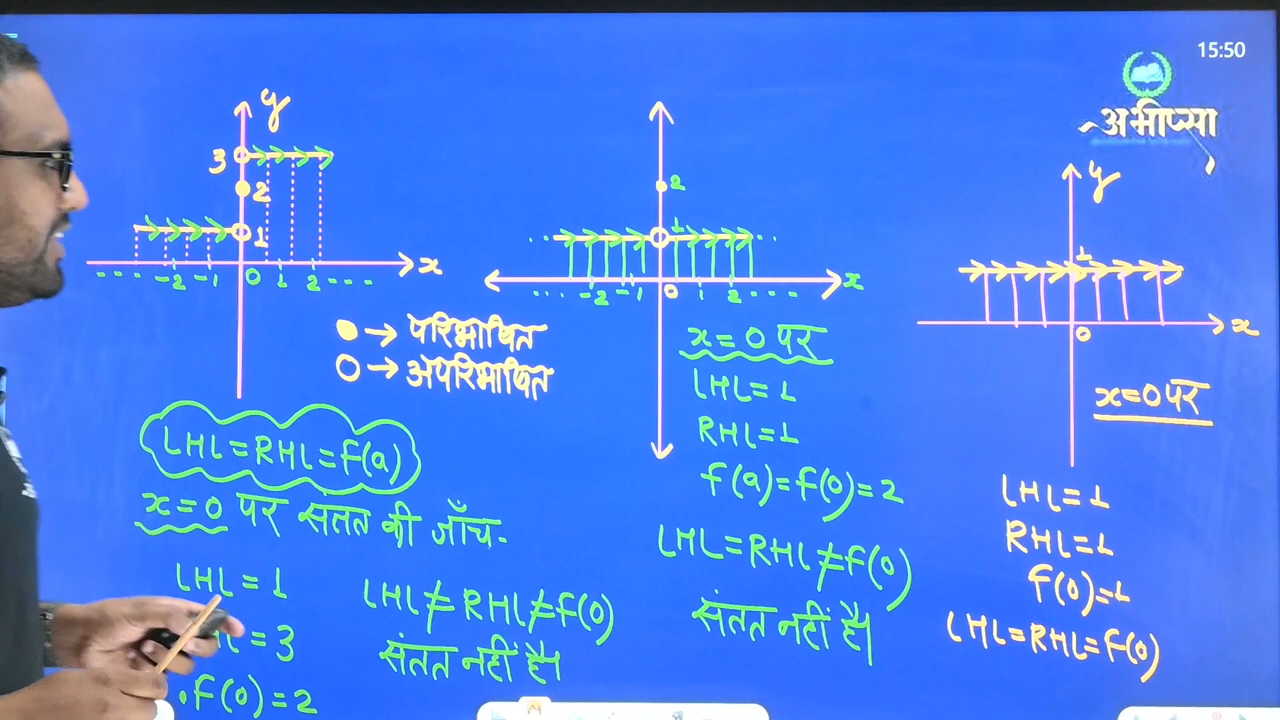 15:50
अभीप्सा
y
3
2
1
x
... -2 -1 0 1 2 ...
● → परिभाषित
○ → अपरिभाषित
LHL = RHL = f(a)
x = 0 पर संतत की जाँच-
LHL = 1
HL = 3
f(0) = 2
LHL ≠ RHL ≠ f(0)
संतत नहीं है।
2
1
x
... -2 -1 0 1 2 ...
x = 0 पर
LHL = 1
RHL = 1
f(a) = f(0) = 2
LHL = RHL ≠ f(0)
संतत नहीं है।
y
1
x
0
x = 0 पर
LHL = 1
RHL = 1
f(0) = 1
LHL = RHL = f(0)